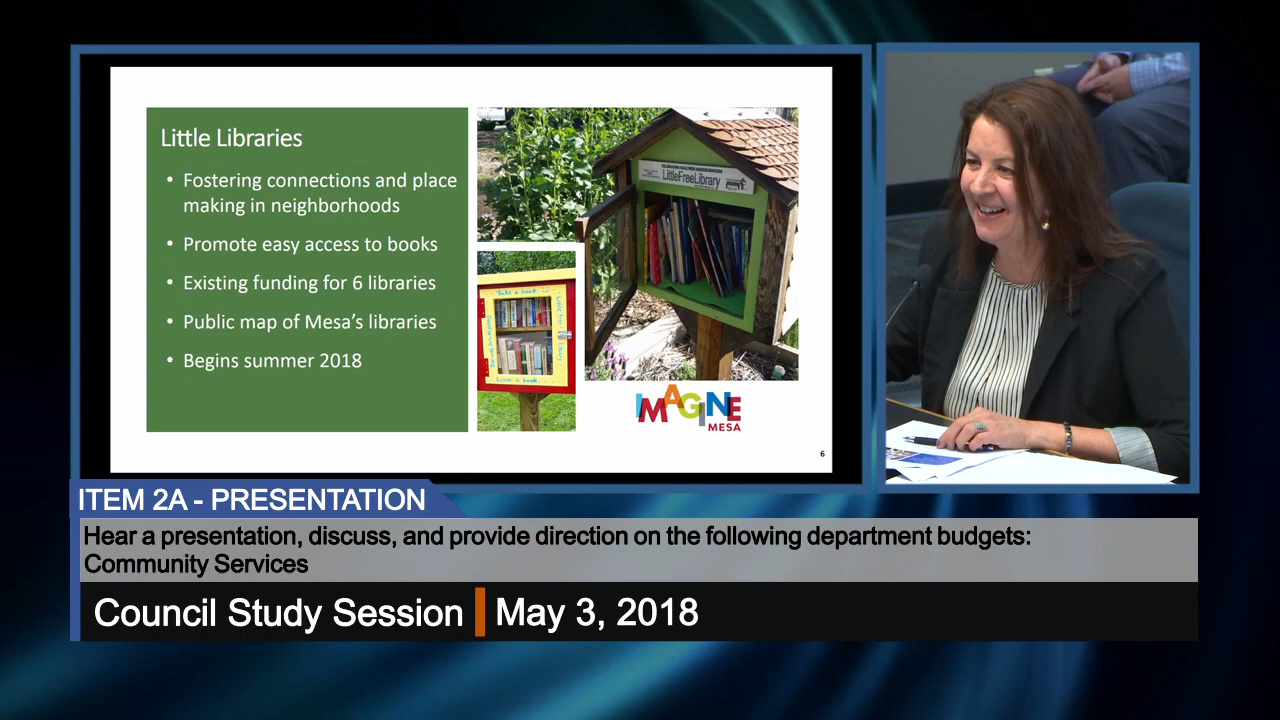 Little Libraries
• Fostering connections and place
making in neighborhoods
• Promote easy access to books
• Existing funding for 6 libraries
• Public map of Mesa's libraries
• Begins summer 2018
LittleFreeLibrary
Take a book
Leave a book
IMAGINE
MESA
6
ITEM 2A - PRESENTATION
Hear a presentation, discuss, and provide direction on the following department budgets:
Community Services
Council Study Session
May 3, 2018